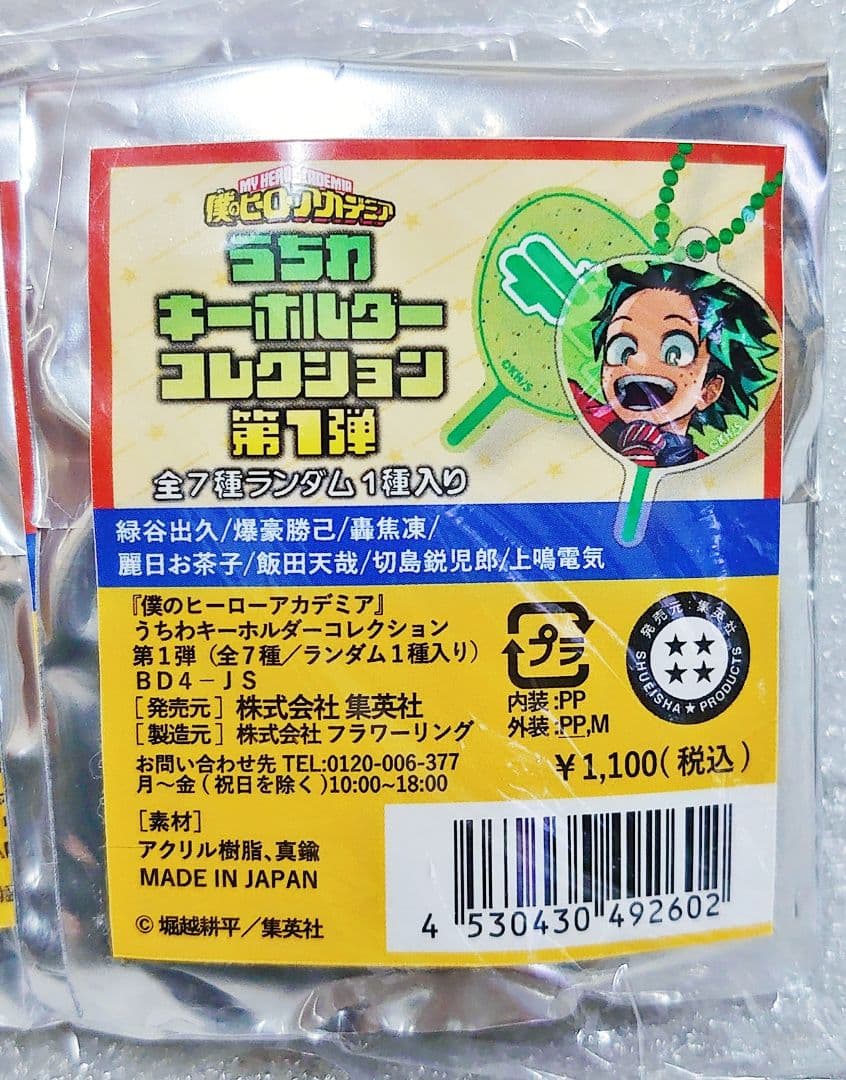 MY HERO ACADEMIA
僕のヒーローアカデミア
うちわ
キーホルダー
コレクション
第1弾
全7種ランダム1種入り
©KH/S
©KH/S
緑谷出久/爆豪勝己/轟焦凍/
麗日お茶子/飯田天哉/切島鋭児郎/上鳴電気
『僕のヒーローアカデミア』
うちわキーホルダーコレクション
第1弾（全7種／ランダム1種入り）
BD4－JS
［発売元］株式会社 集英社
［製造元］株式会社 フラワーリング
お問い合わせ先 TEL:0120-006-377
月～金(祝日を除く)10:00~18:00
プラ
内装:PP
外装:PP,M
発売元:集英社
SHUEISHA★PRODUCTS
￥1,100(税込)
［素材］
アクリル樹脂、真鍮
MADE IN JAPAN
© 堀越耕平／集英社
4 530430 492602